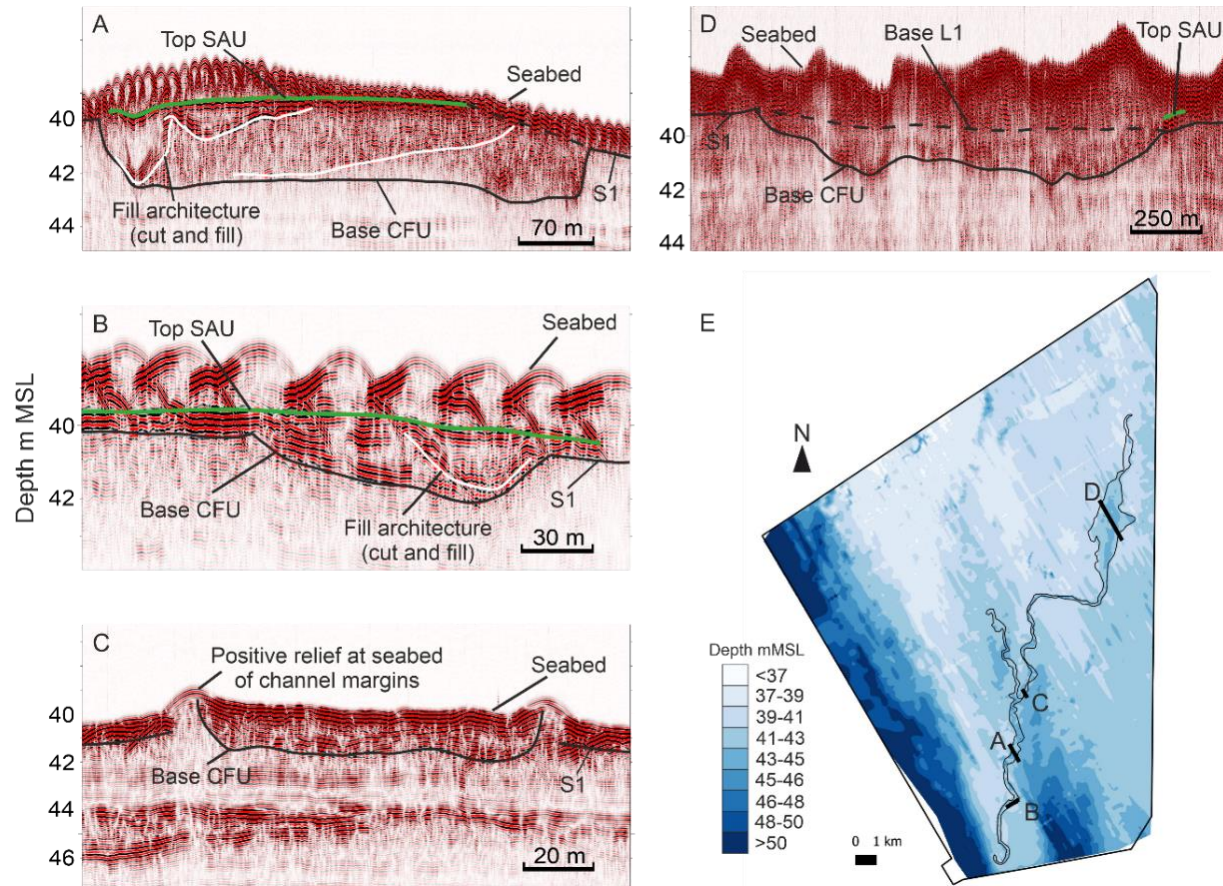 A
Top SAU
Seabed
40
42
44
S1
Fill architecture
(cut and fill)
Base CFU
70 m
D
Seabed
Base L1
Top SAU
40
42
44
S1
Base CFU
250 m
B
Top SAU
Seabed
Depth m MSL
40
42
Base CFU
Fill architecture
(cut and fill)
S1
30 m
C
Positive relief at seabed
of channel margins
Seabed
40
42
44
46
Base CFU
S1
20 m
E
N
D
C
A
B
Depth mMSL
<37
37-39
39-41
41-43
43-45
45-46
46-48
48-50
>50
0 1 km